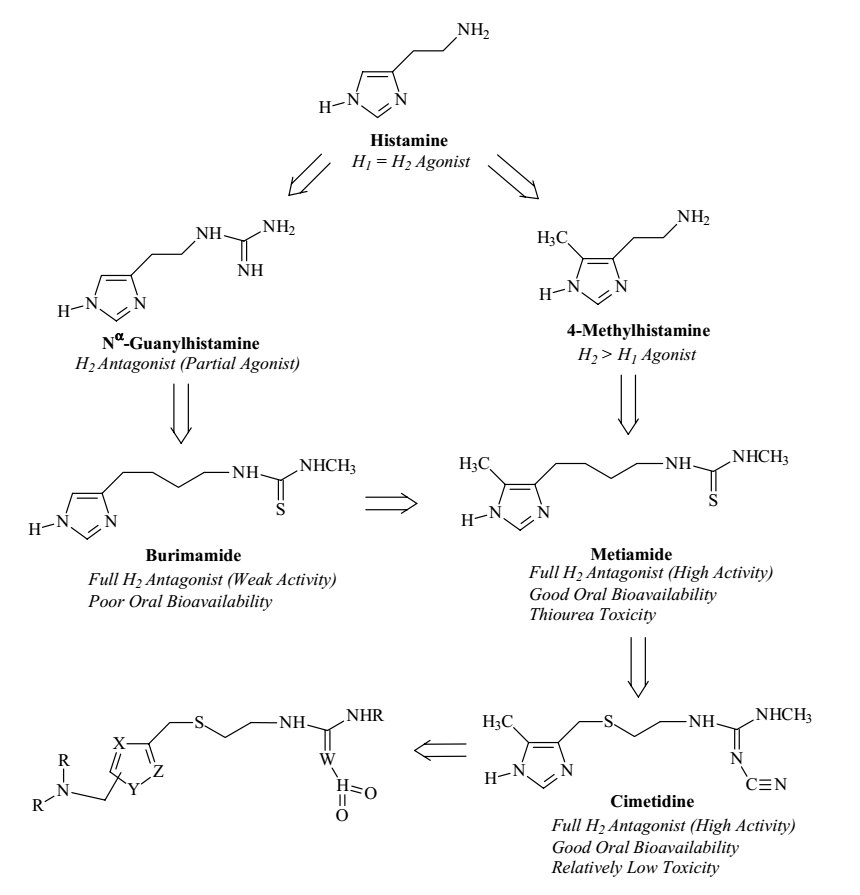 NH₂
H N N
Histamine
H₁ = H₂ Agonist
NH NH₂
NH
H N N
Nᵅ-Guanylhistamine
H₂ Antagonist (Partial Agonist)
NH₂
H₃C
H N N
4-Methylhistamine
H₂ > H₁ Agonist
NH NHCH₃
S
H N N
Burimamide
Full H₂ Antagonist (Weak Activity)
Poor Oral Bioavailability
H₃C NH NHCH₃
S
H N N
Metiamide
Full H₂ Antagonist (High Activity)
Good Oral Bioavailability
Thiourea Toxicity
S NH NHR
X W
R Z
R N Y H O
O
H₃C S NH NHCH₃
N
H N N
C≡N
Cimetidine
Full H₂ Antagonist (High Activity)
Good Oral Bioavailability
Relatively Low Toxicity